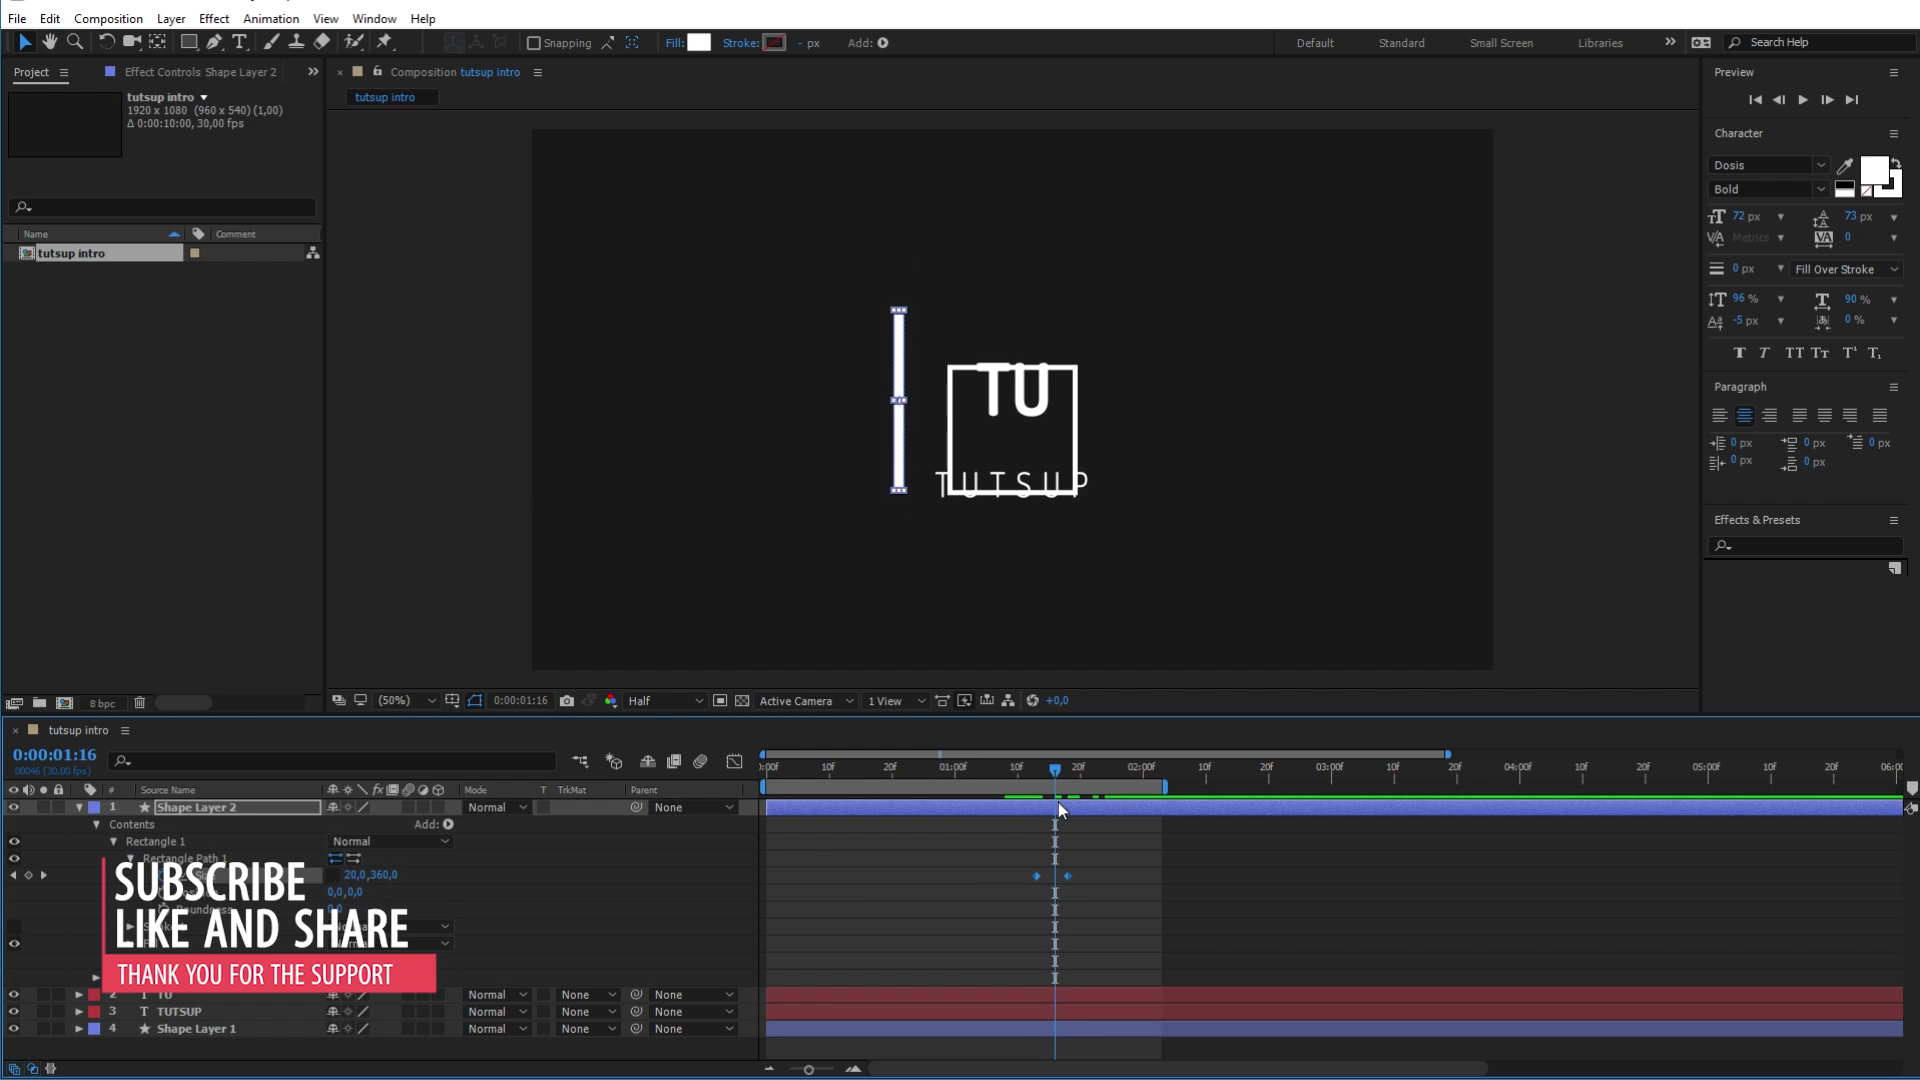 File Edit Composition Layer Effect Animation View Window Help
Snapping Fill: Stroke: - px Add: Default Standard Small Screen Libraries Search Help
Project Effect Controls Shape Layer 2
Composition tutsup intro
tutsup intro
tutsup intro
1920 x 1080 (960 x 540) (1,00)
Δ 0:00:10:00, 30,00 fps
Name Comment
tutsup intro
8 bpc
TU
TUTSUP
(50%) 0:00:01:16 Half Active Camera 1 View +0,0
Preview
Character
Dosis
Bold
72 px 73 px
Metrics 0
0 px Fill Over Stroke
96 % 90 %
-5 px 0 %
Paragraph
0 px 0 px 0 px
0 px 0 px
Effects & Presets
tutsup intro
0:00:01:16
00046 (30.00 fps)
:00f 10f 20f 01:00f 10f 20f 02:00f 10f 20f 03:00f 10f 20f 04:00f 10f 20f 05:00f 10f 20f 06:00
# Source Name Mode T TrkMat Parent
1 Shape Layer 2 Normal None
Contents Add:
Rectangle 1 Normal
Rectangle Path 1
Size 20,0,360,0
0,0,0,0
Roundness 0,0
SUBSCRIBE
LIKE AND SHARE
THANK YOU FOR THE SUPPORT
2 T TU Normal None None
3 T TUTSUP Normal None None
4 Shape Layer 1 Normal None None